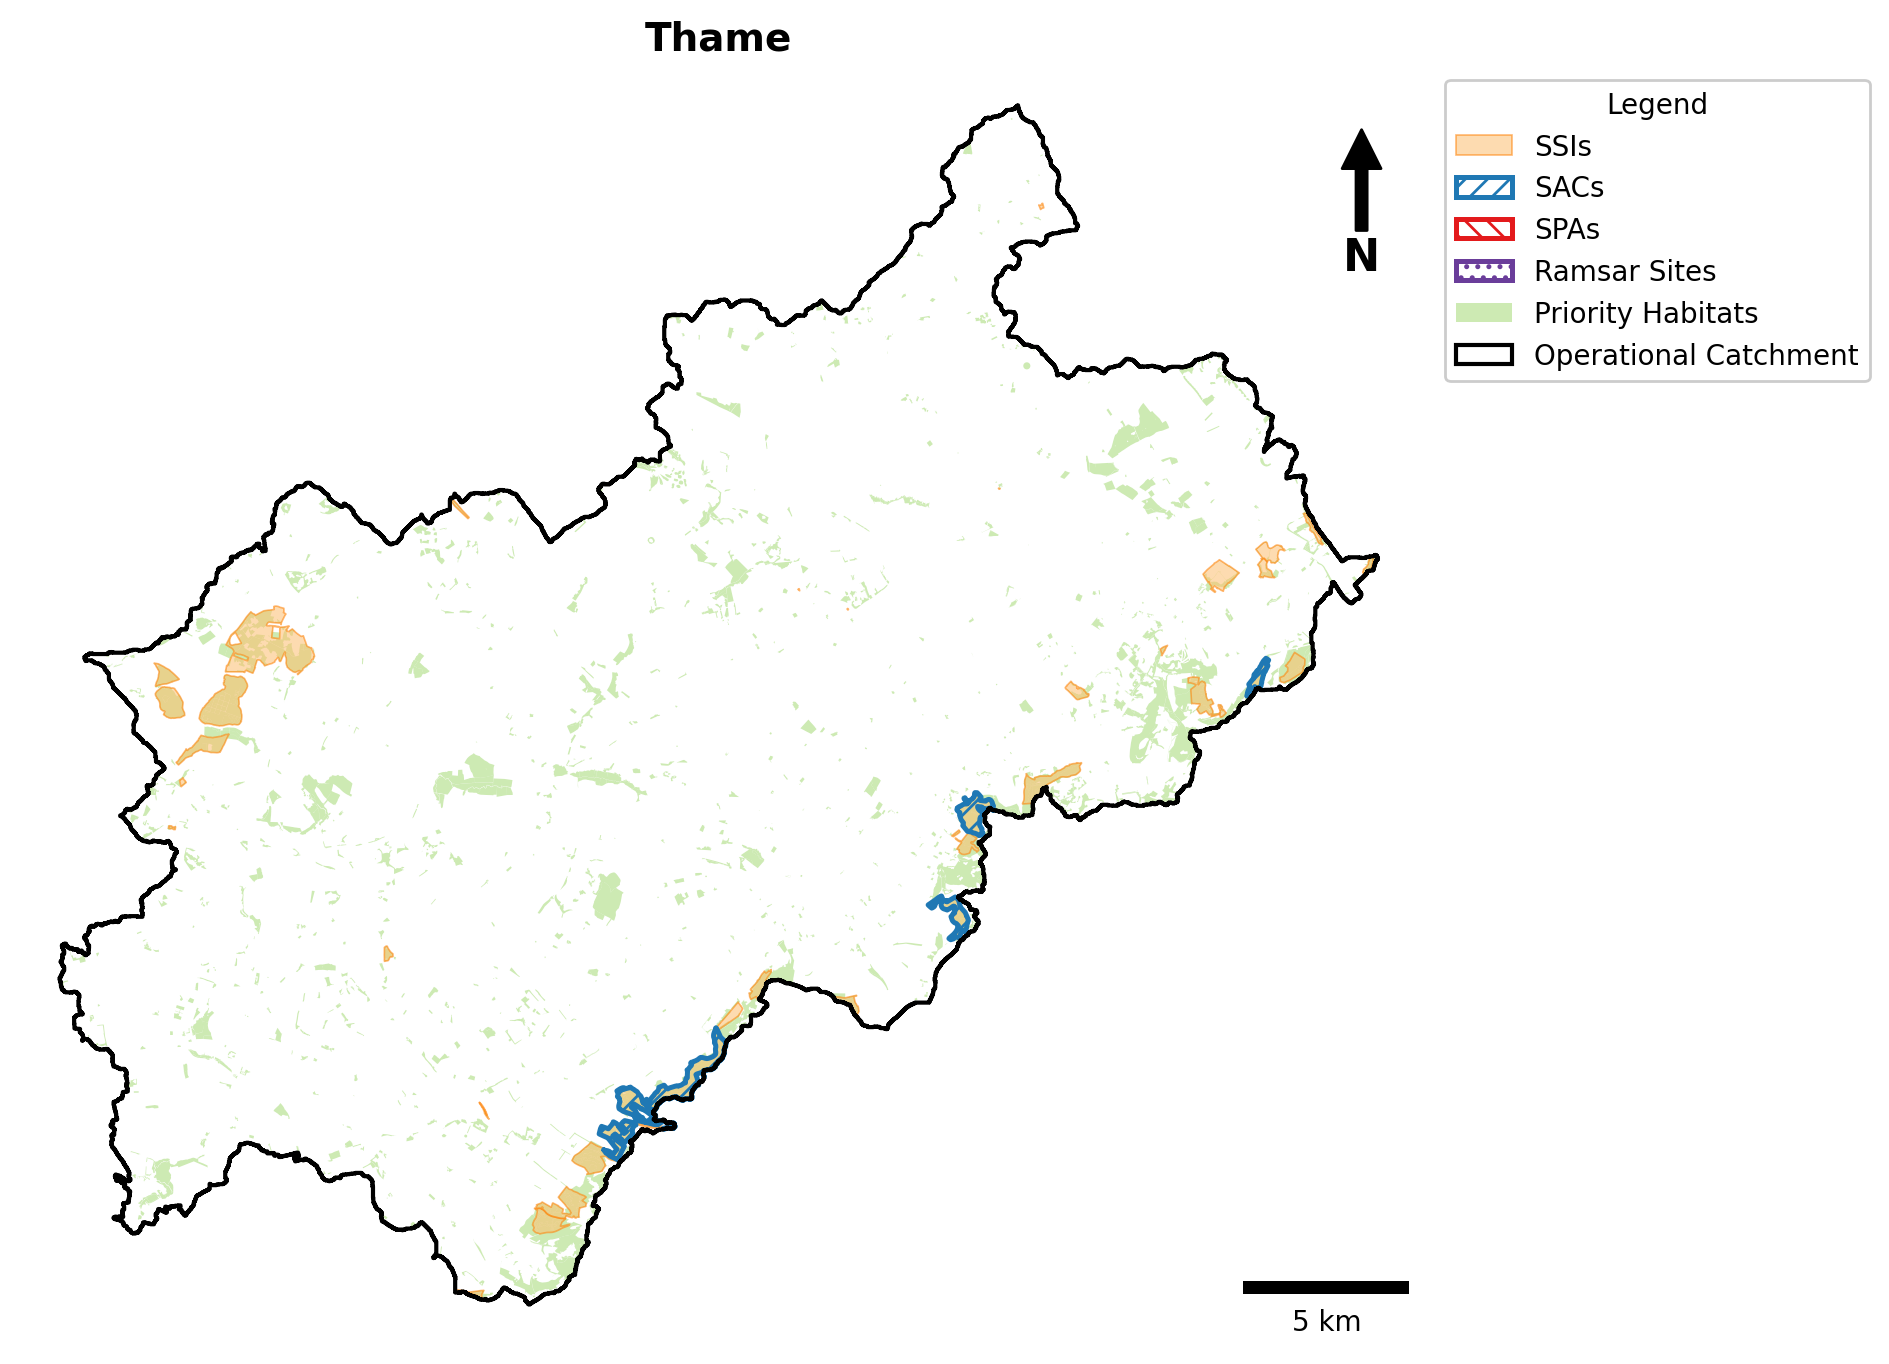 Thame
Legend
SSIs
SACs
SPAs
Ramsar Sites
Priority Habitats
Operational Catchment
N
5 km